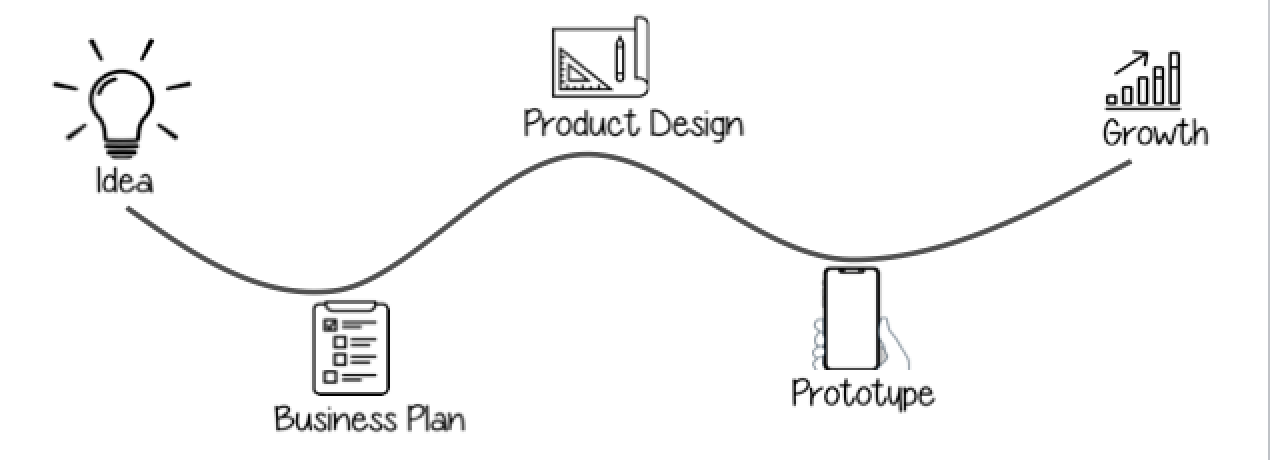 Idea
Business Plan
Product Design
Prototype
Growth